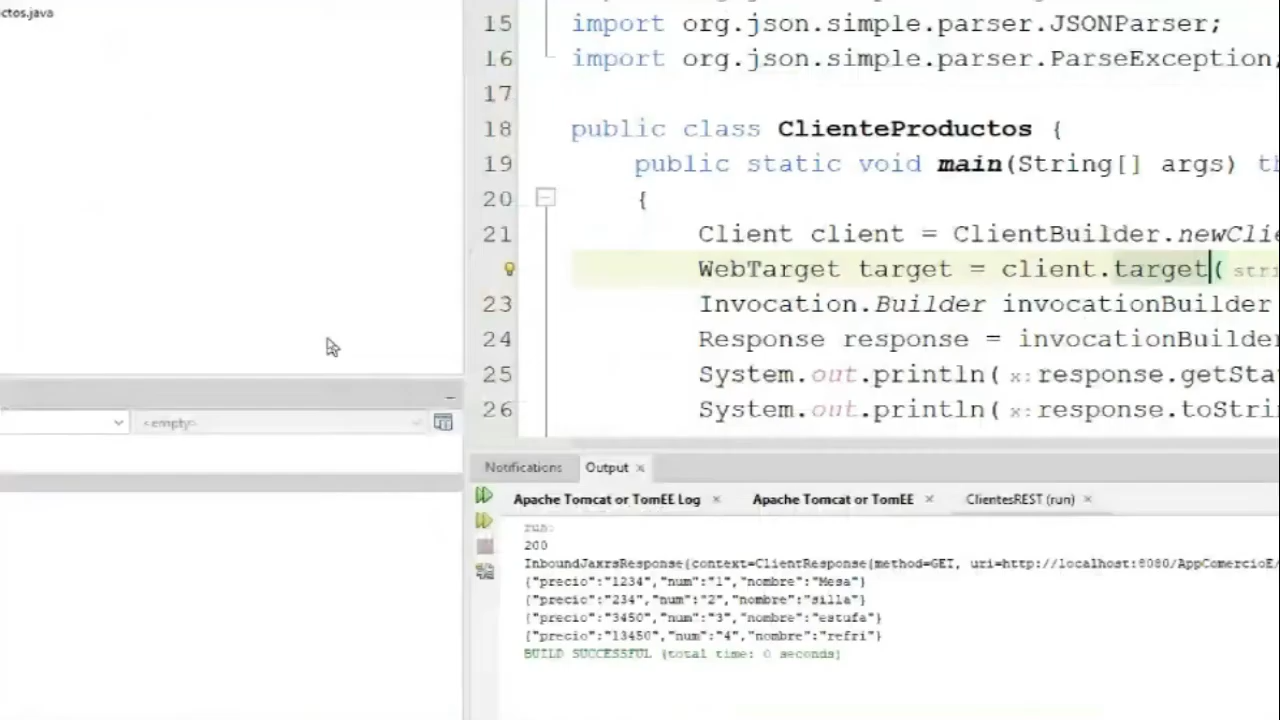 ctos.java
15 import org.json.simple.parser.JSONParser;
16 import org.json.simple.parser.ParseException;
17
18 public class ClienteProductos {
19 public static void main(String[] args) th
20 {
21 Client client = ClientBuilder.newClie
WebTarget target = client.target( stri
23 Invocation.Builder invocationBuilder
24 Response response = invocationBuilder
25 System.out.println( x: response.getSta
26 System.out.println( x: response.toStri
<empty>
Notifications Output ×
Apache Tomcat or TomEE Log × Apache Tomcat or TomEE × ClientesREST (run) ×
run:
200
InboundJaxrsResponse{context=ClientResponse{method=GET, uri=http://localhost:8080/AppComercioE/
{"precio":"1234","num":"1","nombre":"Mesa"}
{"precio":"234","num":"2","nombre":"silla"}
{"precio":"3450","num":"3","nombre":"estufa"}
{"precio":"13450","num":"4","nombre":"refri"}
BUILD SUCCESSFUL (total time: 0 seconds)